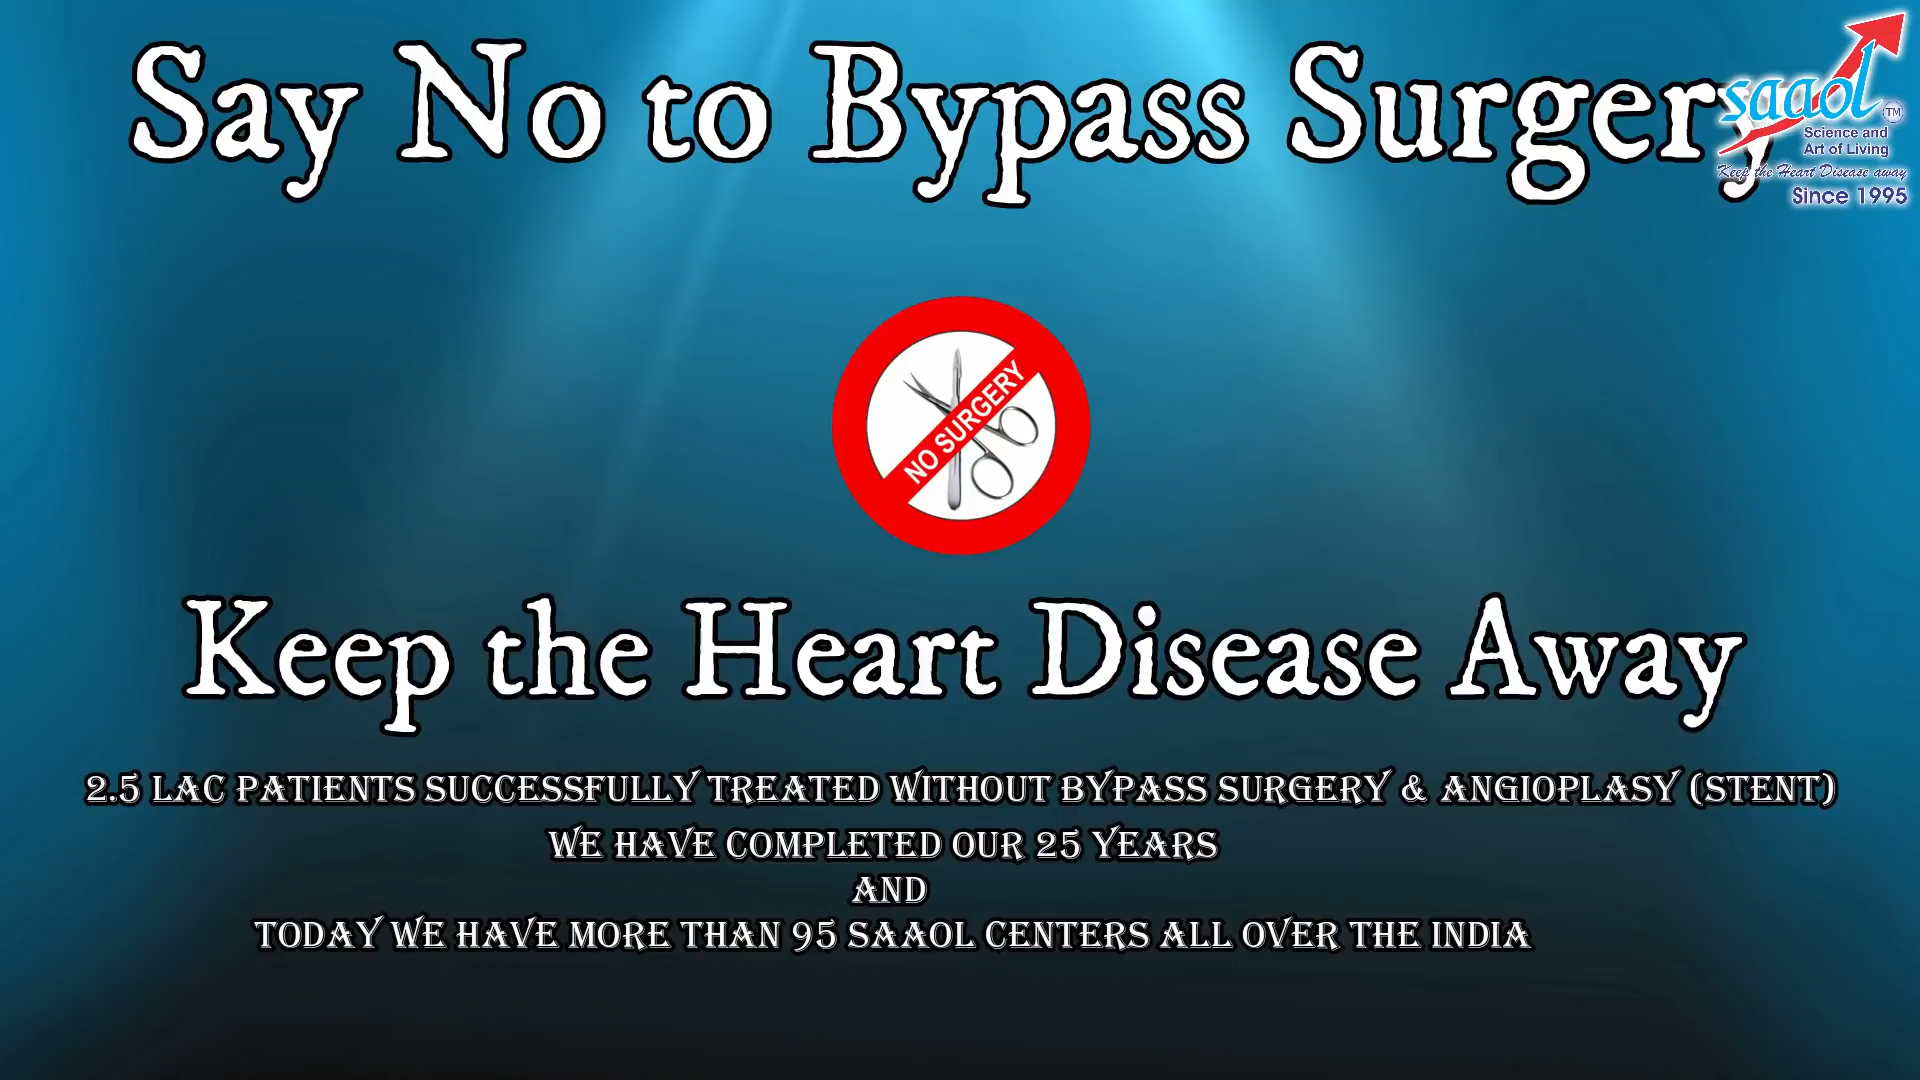 Say No to Bypass Surgery
saaol TM
Science and
Art of Living
Keep the Heart Disease away
Since 1995
NO SURGERY
Keep the Heart Disease Away
2.5 LAC PATIENTS SUCCESSFULLY TREATED WITHOUT BYPASS SURGERY & ANGIOPLASY (STENT)
WE HAVE COMPLETED OUR 25 YEARS
AND
TODAY WE HAVE MORE THAN 95 SAAOL CENTERS ALL OVER THE INDIA